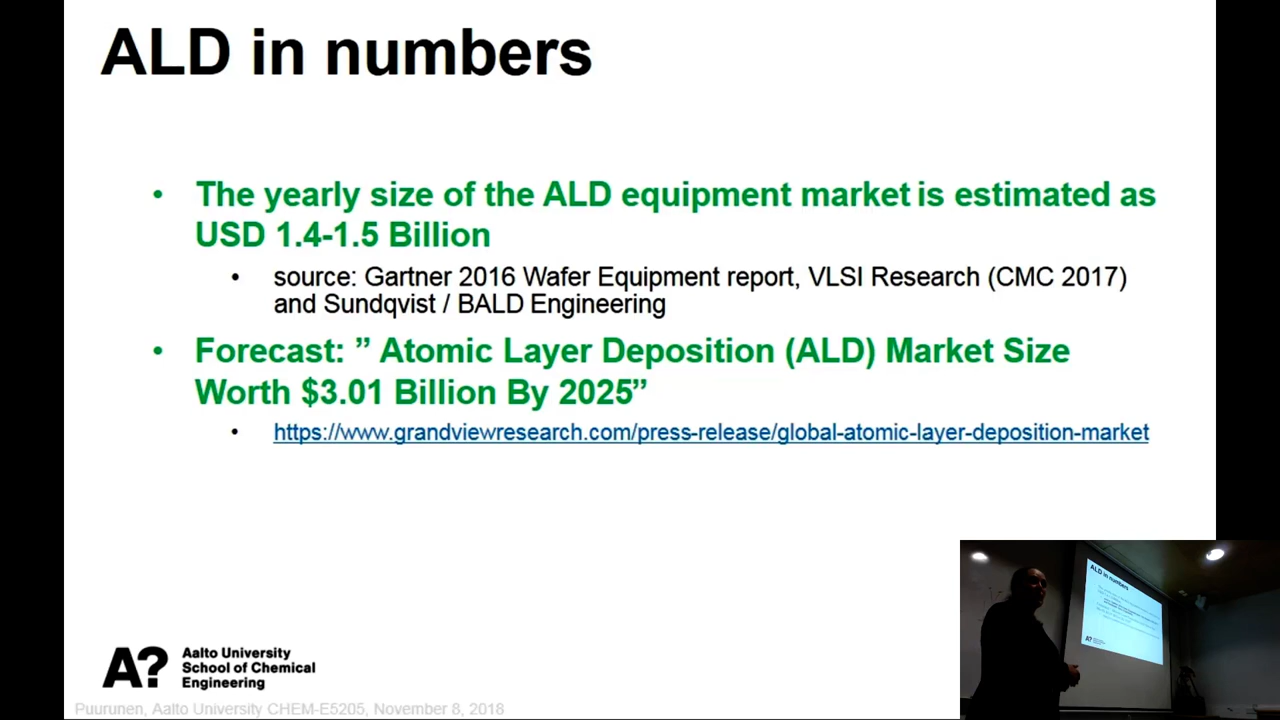 ALD in numbers
• The yearly size of the ALD equipment market is estimated as
USD 1.4-1.5 Billion
• source: Gartner 2016 Wafer Equipment report, VLSI Research (CMC 2017)
and Sundqvist / BALD Engineering
• Forecast: ” Atomic Layer Deposition (ALD) Market Size
Worth $3.01 Billion By 2025”
• https://www.grandviewresearch.com/press-release/global-atomic-layer-deposition-market
A?
Aalto University
School of Chemical
Engineering
Puurunen, Aalto University CHEM-E5205, November 8, 2018
ALD in numbers